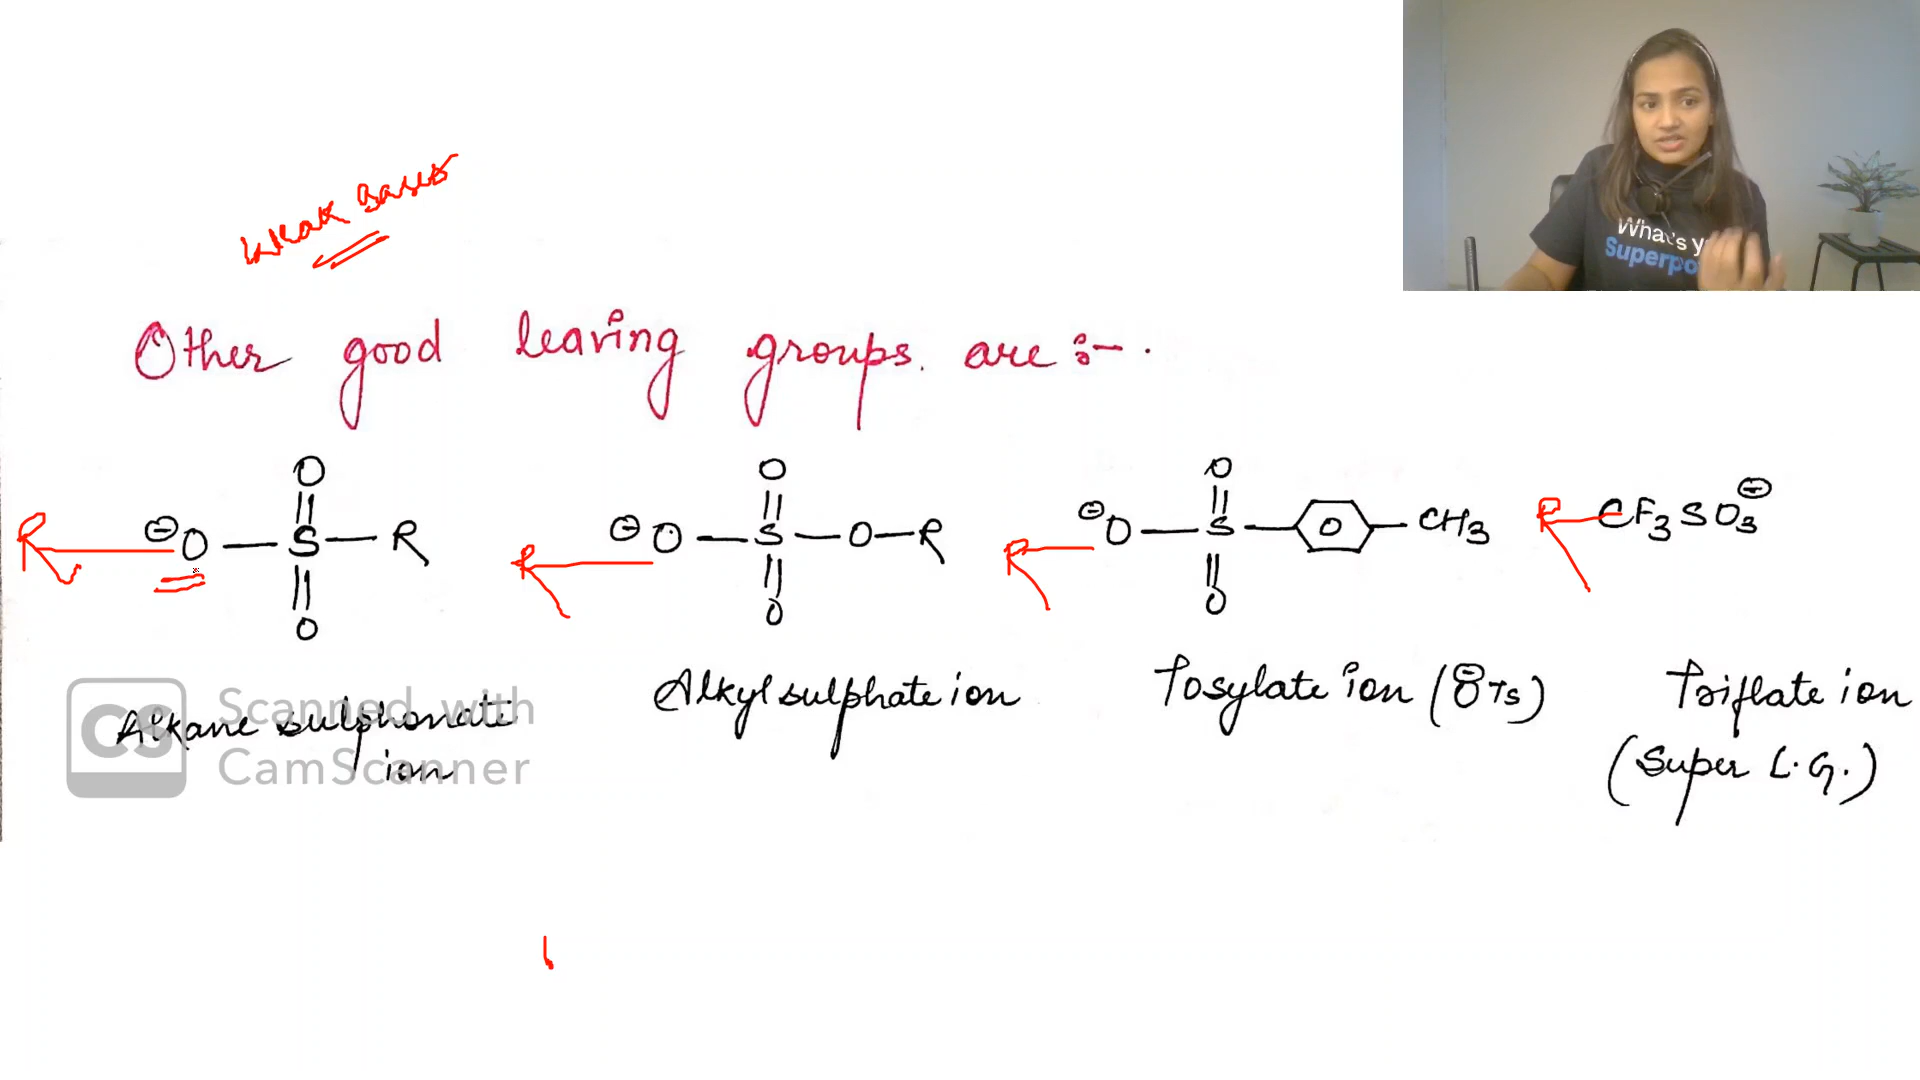 Weak Bases
What's y
Superpo
Other good leaving groups are :-
O O O
R ⊖O—S—R R ⊖O—S—O—R R ⊖O—S—⌬—CH3 R CF3SO3⊖
O O O
Alkane sulphonate ion
Alkyl sulphate ion
Tosylate ion (⊖OTs)
Triflate ion
(Super L.G.)
Scanned with
CS CamScanner